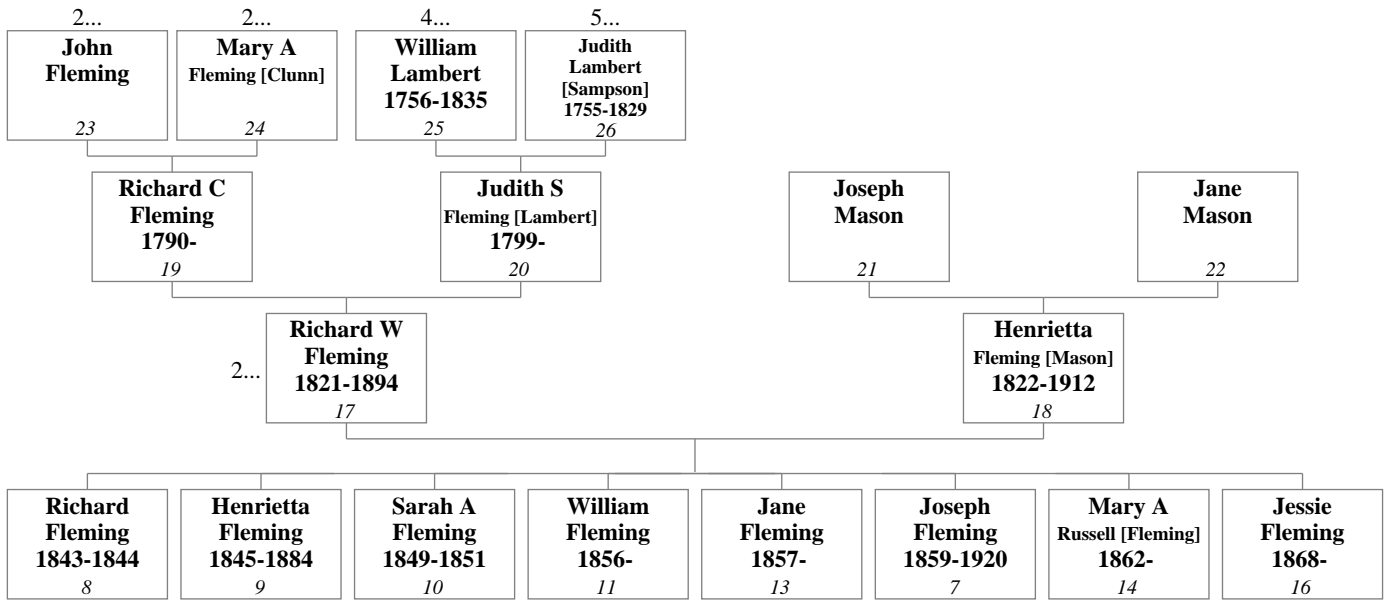 2...
2...
4...
5...
John
Fleming
23
Mary A
Fleming [Clunn]
24
William
Lambert
1756-1835
25
Judith
Lambert
[Sampson]
1755-1829
26
Richard C
Fleming
1790-
19
Judith S
Fleming [Lambert]
1799-
20
Joseph
Mason
21
Jane
Mason
22
2...
Richard W
Fleming
1821-1894
17
Henrietta
Fleming [Mason]
1822-1912
18
Richard
Fleming
1843-1844
8
Henrietta
Fleming
1845-1884
9
Sarah A
Fleming
1849-1851
10
William
Fleming
1856-
11
Jane
Fleming
1857-
13
Joseph
Fleming
1859-1920
7
Mary A
Russell [Fleming]
1862-
14
Jessie
Fleming
1868-
16